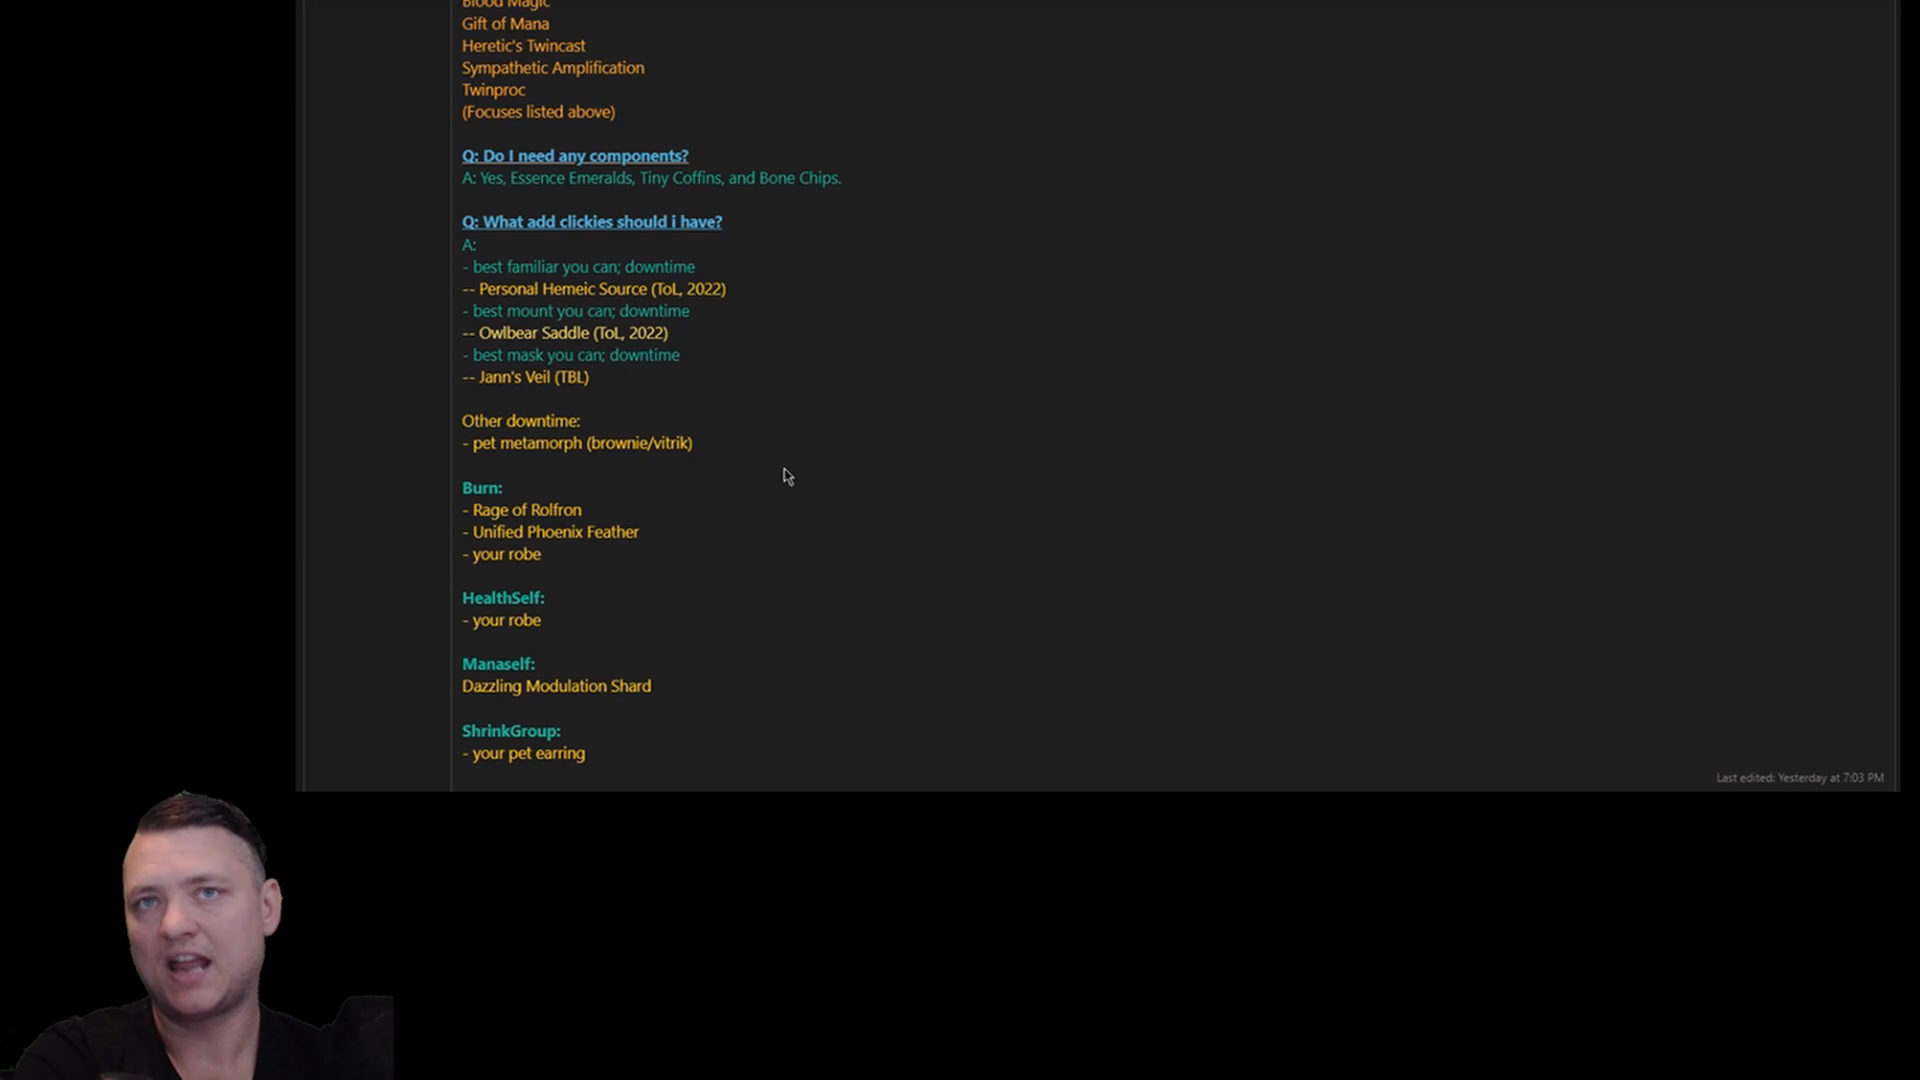 Blood Magic
Gift of Mana
Heretic's Twincast
Sympathetic Amplification
Twinproc
(Focuses listed above)
Q: Do I need any components?
A: Yes, Essence Emeralds, Tiny Coffins, and Bone Chips.
Q: What add clickies should i have?
A:
- best familiar you can; downtime
-- Personal Hemeic Source (ToL, 2022)
- best mount you can; downtime
-- Owlbear Saddle (ToL, 2022)
- best mask you can; downtime
-- Jann's Veil (TBL)
Other downtime:
- pet metamorph (brownie/vitrik)
Burn:
- Rage of Rolfron
- Unified Phoenix Feather
- your robe
HealthSelf:
- your robe
Manaself:
Dazzling Modulation Shard
ShrinkGroup:
- your pet earring
Last edited: Yesterday at 7:03 PM